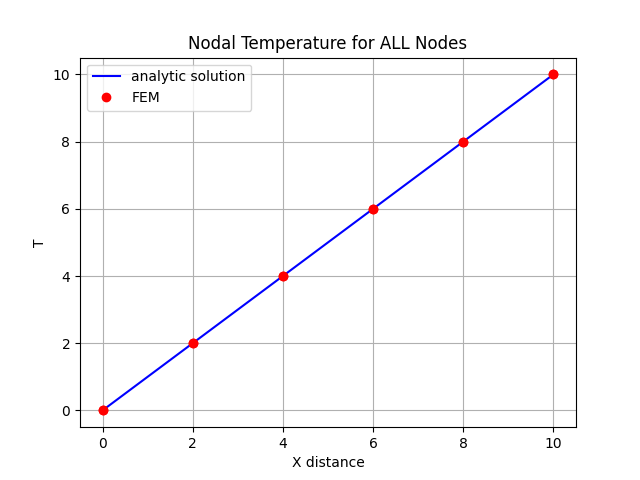 Nodal Temperature for ALL Nodes
analytic solution
FEM
10
8
6
4
2
0
T
0 2 4 6 8 10
X distance